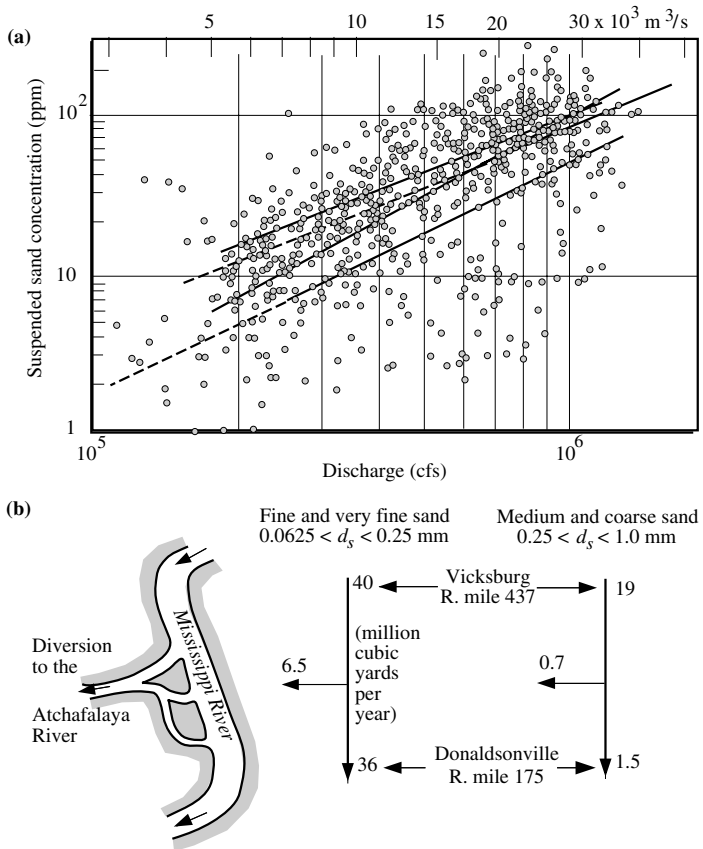 (a)
5 10 15 20 30 x 10³ m³/s
Suspended sand concentration (ppm)
10²
10
1
10⁵ 10⁶
Discharge (cfs)
(b)
Fine and very fine sand
0.0625 < dₛ < 0.25 mm
Medium and coarse sand
0.25 < dₛ < 1.0 mm
Mississippi River
Diversion
to the
Atchafalaya
River
40
Vicksburg
R. mile 437
19
(million
cubic
yards
per
year)
6.5
0.7
36
Donaldsonville
R. mile 175
1.5